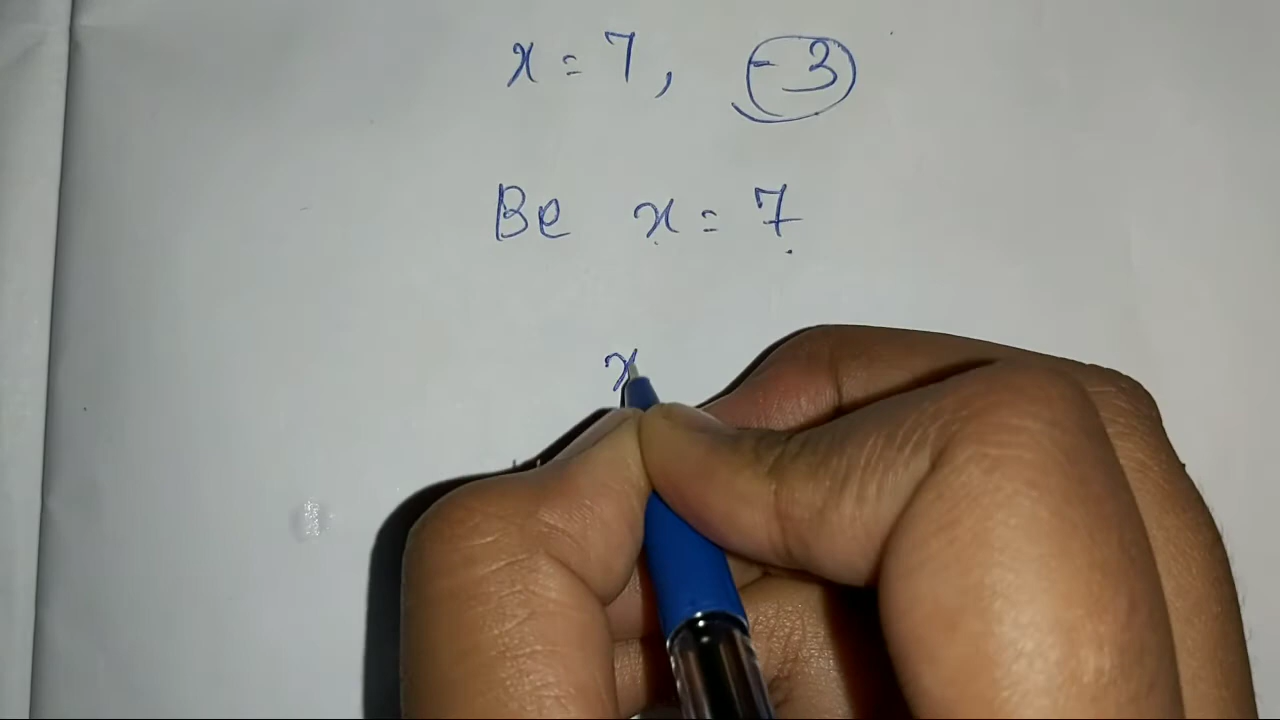 x = 7, -3
Be x = 7
x